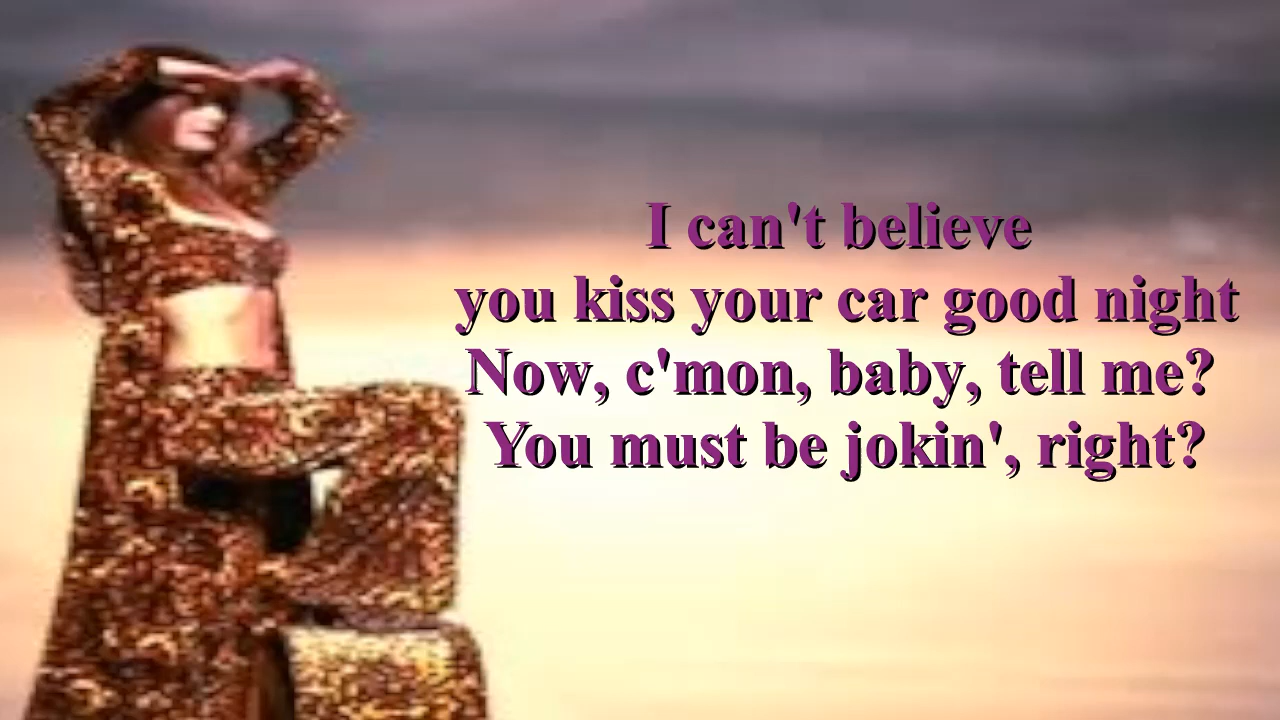 I can't believe
you kiss your car good night
Now, c'mon, baby, tell me?
You must be jokin', right?